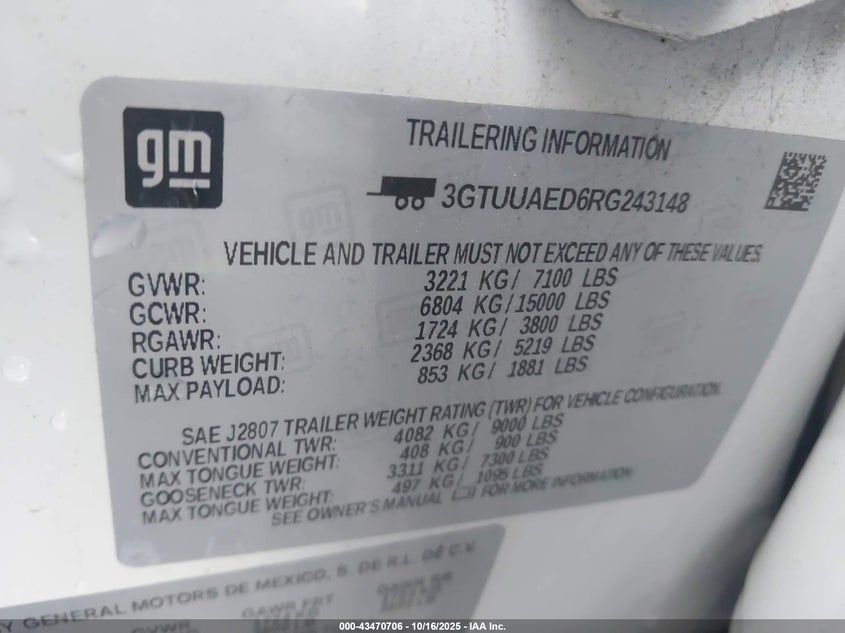 gm
TRAILERING INFORMATION
3GTUUAED6RG243148
VEHICLE AND TRAILER MUST NOT EXCEED ANY OF THESE VALUES.
GVWR: 3221 KG/ 7100 LBS
GCWR: 6804 KG/15000 LBS
RGAWR: 1724 KG/ 3800 LBS
CURB WEIGHT: 2368 KG/ 5219 LBS
MAX PAYLOAD: 853 KG/ 1881 LBS
SAE J2807 TRAILER WEIGHT RATING (TWR) FOR VEHICLE CONFIGURATION.
CONVENTIONAL TWR: 4082 KG/ 9000 LBS
MAX TONGUE WEIGHT: 408 KG/ 900 LBS
GOOSENECK TWR: 3311 KG/ 7300 LBS
MAX TONGUE WEIGHT: 497 KG/ 1095 LBS
SEE OWNER'S MANUAL FOR MORE INFORMATION
Y GENERAL MOTORS DE MEXICO, S. DE R.L. DE C.V.
GVWR GAWR FRT GAWR RR
000-43470706 | 10/16/2025 | IAA Inc.